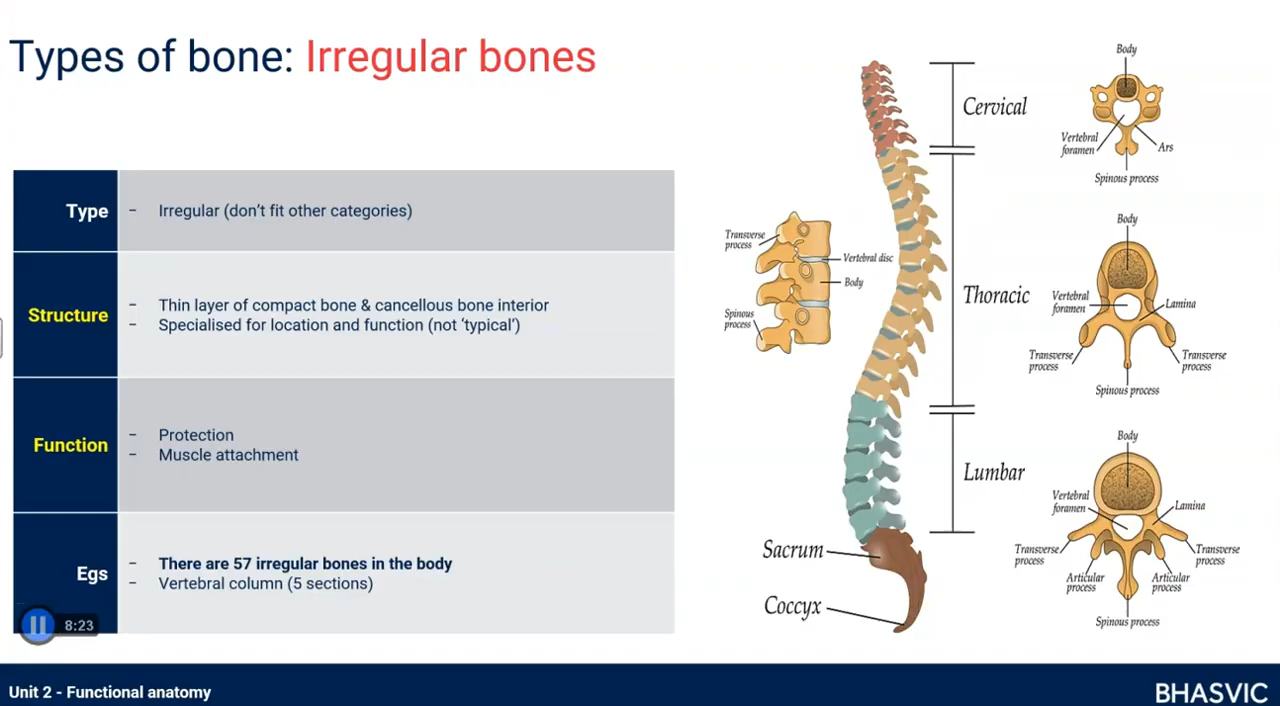 Types of bone: Irregular bones
Type
- Irregular (don't fit other categories)
Structure
- Thin layer of compact bone & cancellous bone interior
- Specialised for location and function (not 'typical')
Function
- Protection
- Muscle attachment
Egs
- There are 57 irregular bones in the body
- Vertebral column (5 sections)
8:23
Transverse
process
Vertebral disc
Body
Spinous
process
Cervical
Thoracic
Lumbar
Sacrum
Coccyx
Body
Vertebral
foramen
Ars
Spinous process
Body
Vertebral
foramen
Lamina
Transverse
process
Transverse
process
Spinous process
Body
Vertebral
foramen
Lamina
Transverse
process
Transverse
process
Articular
process
Articular
process
Spinous process
Unit 2 - Functional anatomy
BHASVIC